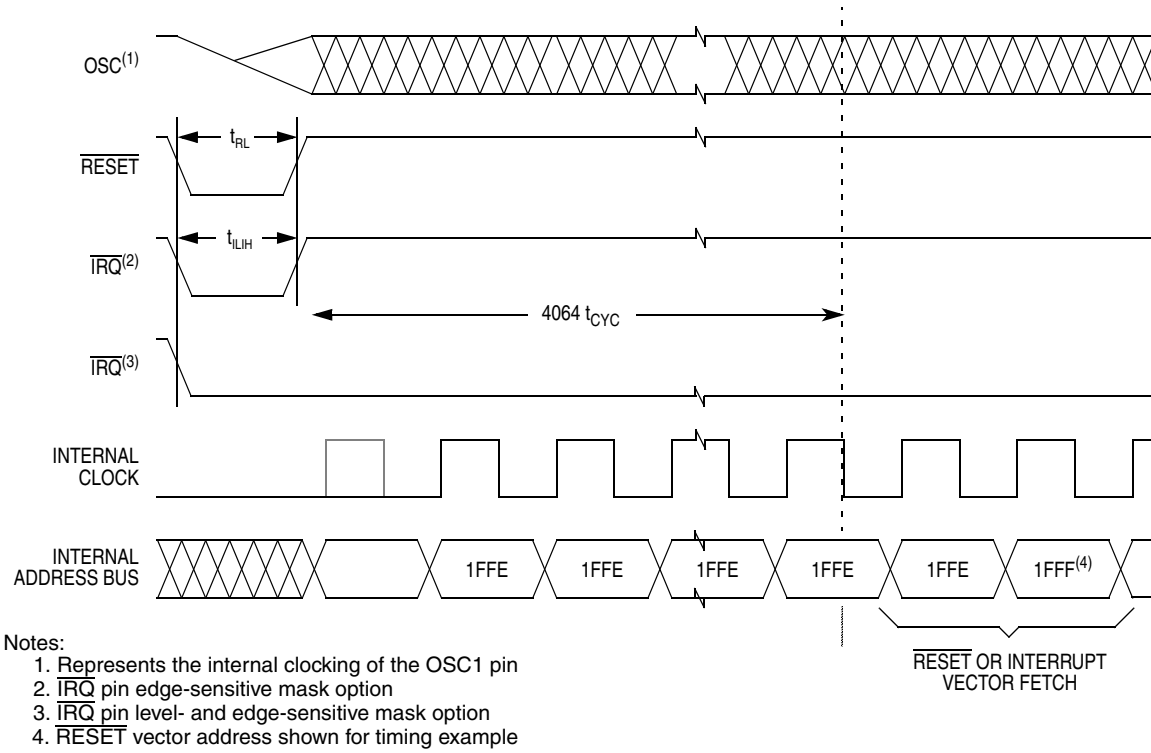 OSC(1)
tRL
RESET
tILIH
IRQ(2)
4064 tCYC
IRQ(3)
INTERNAL
CLOCK
INTERNAL
ADDRESS BUS
1FFE 1FFE 1FFE 1FFE 1FFE 1FFF(4)
RESET OR INTERRUPT
VECTOR FETCH
Notes:
1. Represents the internal clocking of the OSC1 pin
2. IRQ pin edge-sensitive mask option
3. IRQ pin level- and edge-sensitive mask option
4. RESET vector address shown for timing example